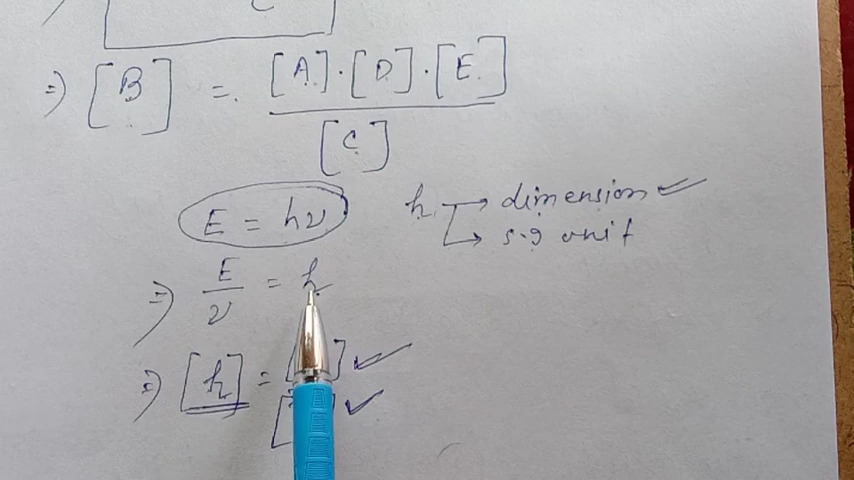 ⇒ [B] = [A]·[D]·[E]
[C]
E = hν
h → dimension ✓
↳ S.I unit
⇒ E/ν = h
⇒ [h] = [ ] ✓
[ ✓